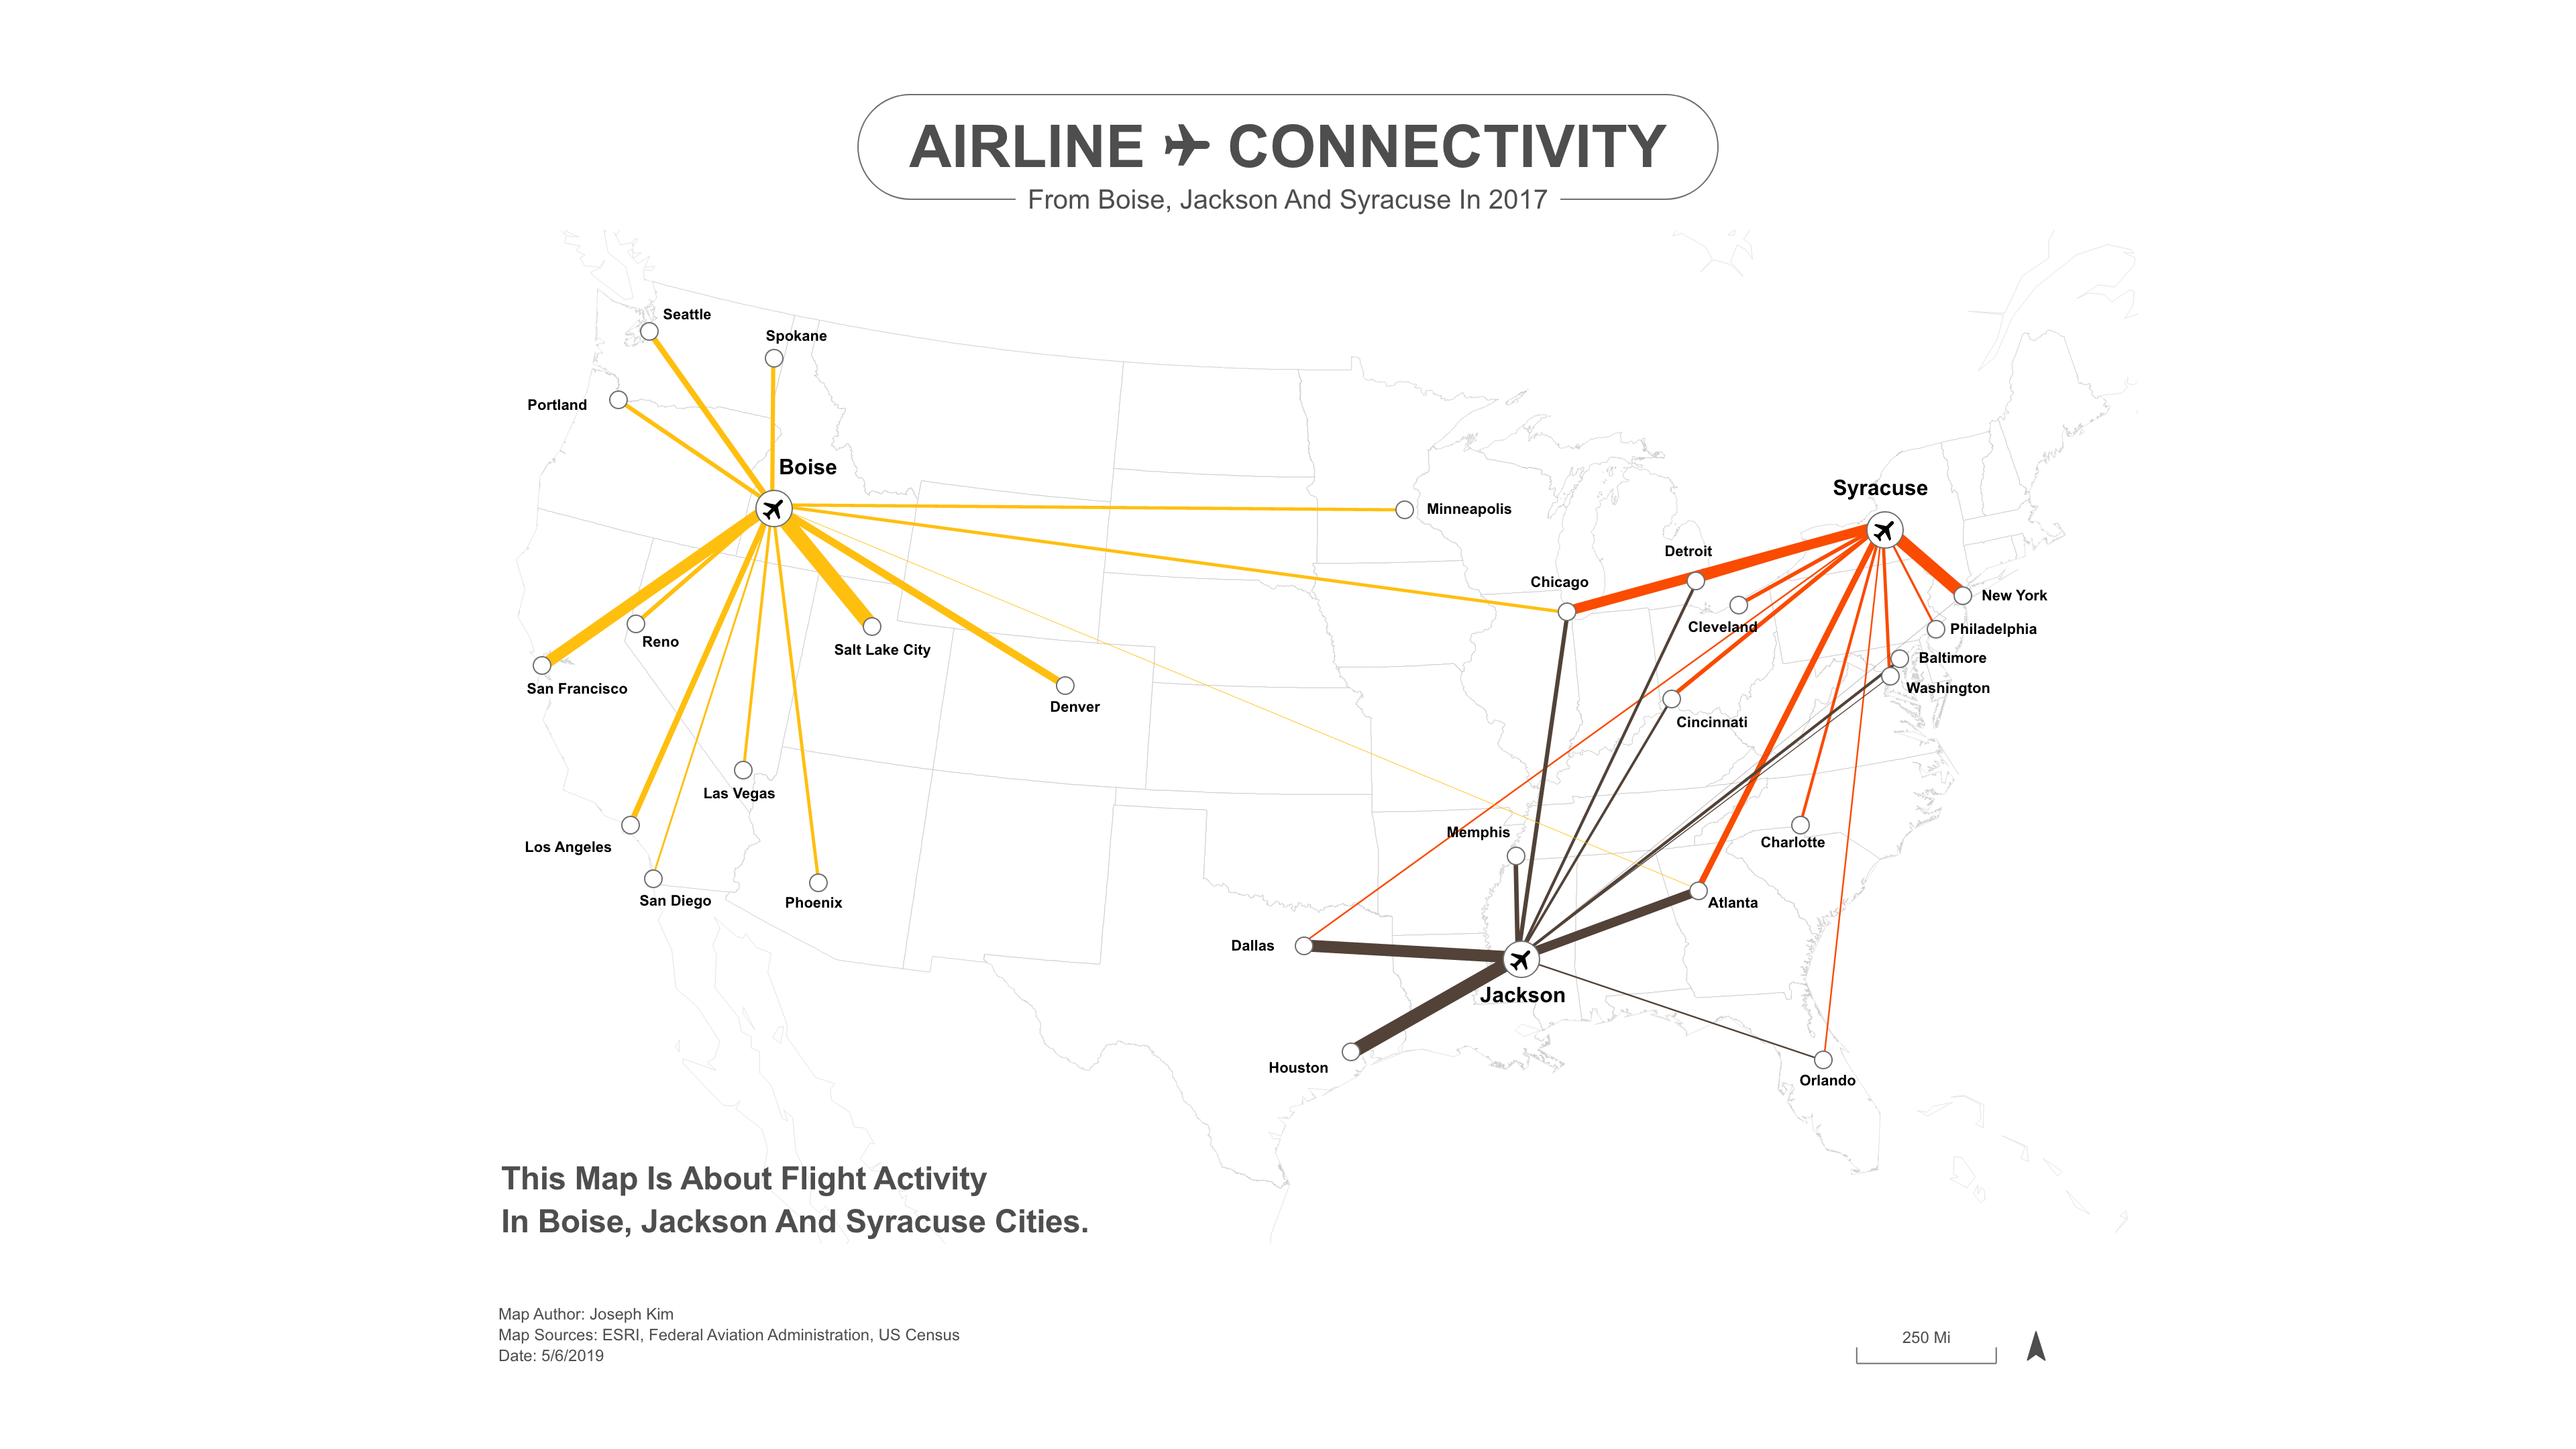 AIRLINE CONNECTIVITY
From Boise, Jackson And Syracuse In 2017
Seattle
Spokane
Portland
Boise
Syracuse
Minneapolis
Detroit
Chicago
New York
Cleveland
Philadelphia
Reno
Salt Lake City
Baltimore
San Francisco
Washington
Denver
Cincinnati
Las Vegas
Memphis
Charlotte
Los Angeles
San Diego
Phoenix
Atlanta
Dallas
Jackson
Houston
Orlando
This Map Is About Flight Activity
In Boise, Jackson And Syracuse Cities.
Map Author: Joseph Kim
Map Sources: ESRI, Federal Aviation Administration, US Census
Date: 5/6/2019
250 Mi